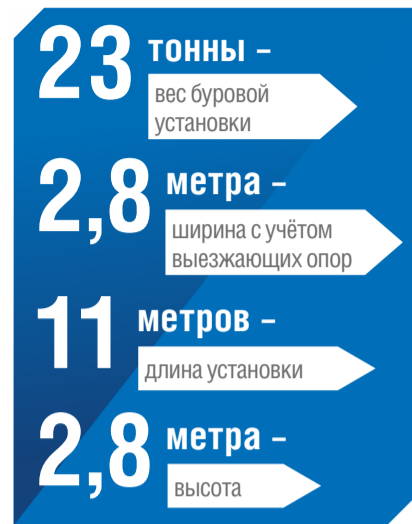 23 тонны –
вес буровой
установки
2,8 метра –
ширина с учётом
выезжающих опор
11 метров –
длина установки
2,8 метра –
высота